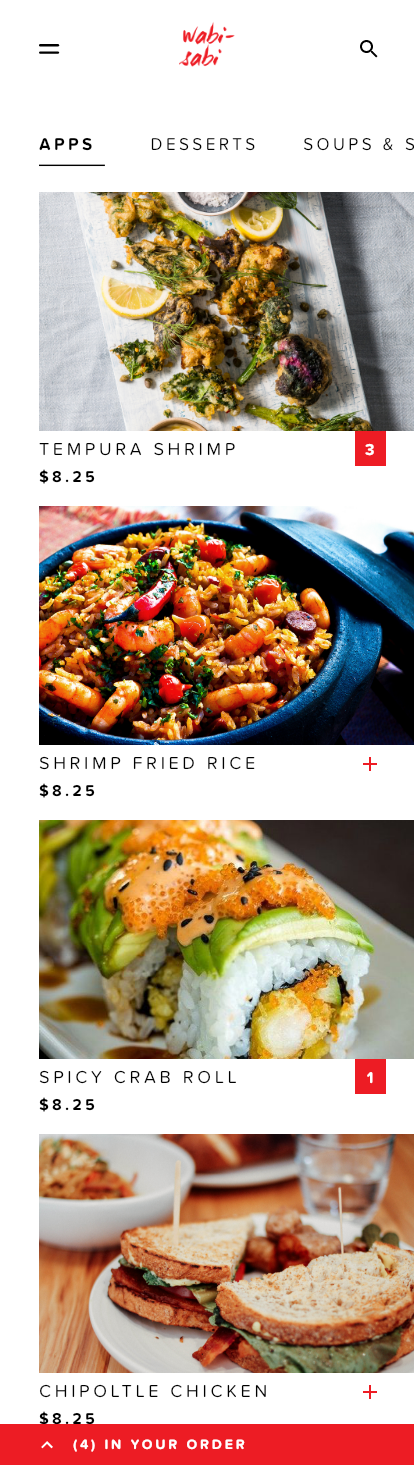 wabi-
sabi
APPS DESSERTS SOUPS & S
TEMPURA SHRIMP 3
$8.25
SHRIMP FRIED RICE +
$8.25
SPICY CRAB ROLL 1
$8.25
CHIPOLTLE CHICKEN +
$8.25
(4) IN YOUR ORDER